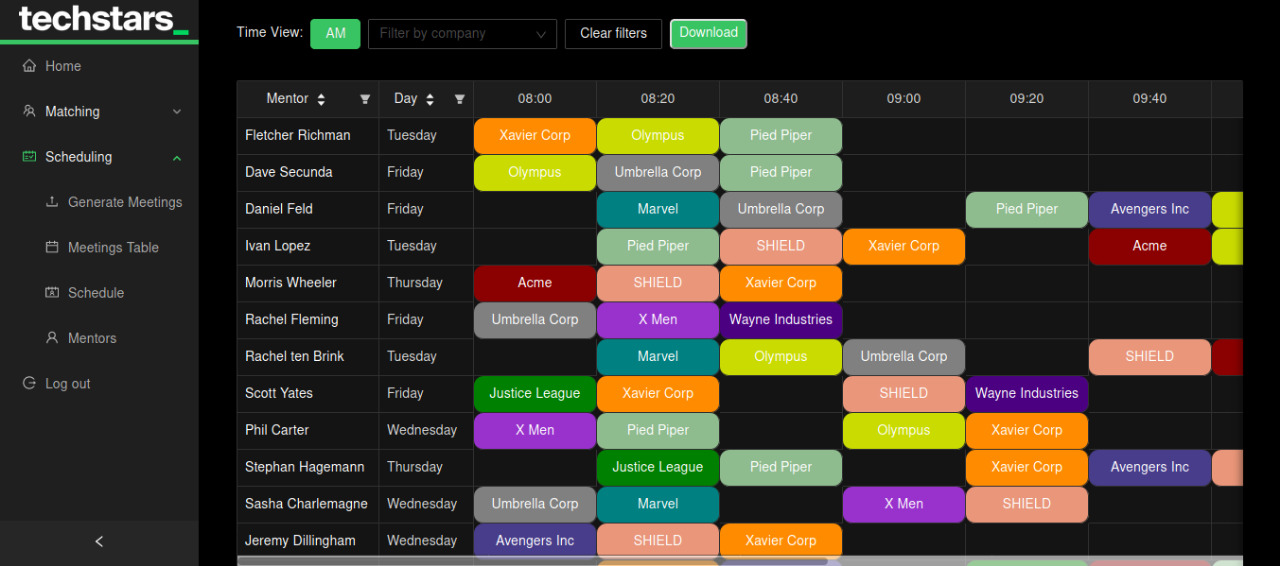 techstars_
Time View: AM Filter by company Clear filters Download
Home
Matching
Scheduling
Generate Meetings
Meetings Table
Schedule
Mentors
Log out
Mentor Day 08:00 08:20 08:40 09:00 09:20 09:40
Fletcher Richman Tuesday Xavier Corp Olympus Pied Piper
Dave Secunda Friday Olympus Umbrella Corp Pied Piper
Daniel Feld Friday Marvel Umbrella Corp Pied Piper Avengers Inc
Ivan Lopez Tuesday Pied Piper SHIELD Xavier Corp Acme
Morris Wheeler Thursday Acme SHIELD Xavier Corp
Rachel Fleming Friday Umbrella Corp X Men Wayne Industries
Rachel ten Brink Tuesday Marvel Olympus Umbrella Corp SHIELD
Scott Yates Friday Justice League Xavier Corp SHIELD Wayne Industries
Phil Carter Wednesday X Men Pied Piper Olympus Xavier Corp
Stephan Hagemann Thursday Justice League Pied Piper Xavier Corp Avengers Inc
Sasha Charlemagne Wednesday Umbrella Corp Marvel X Men SHIELD
Jeremy Dillingham Wednesday Avengers Inc SHIELD Xavier Corp